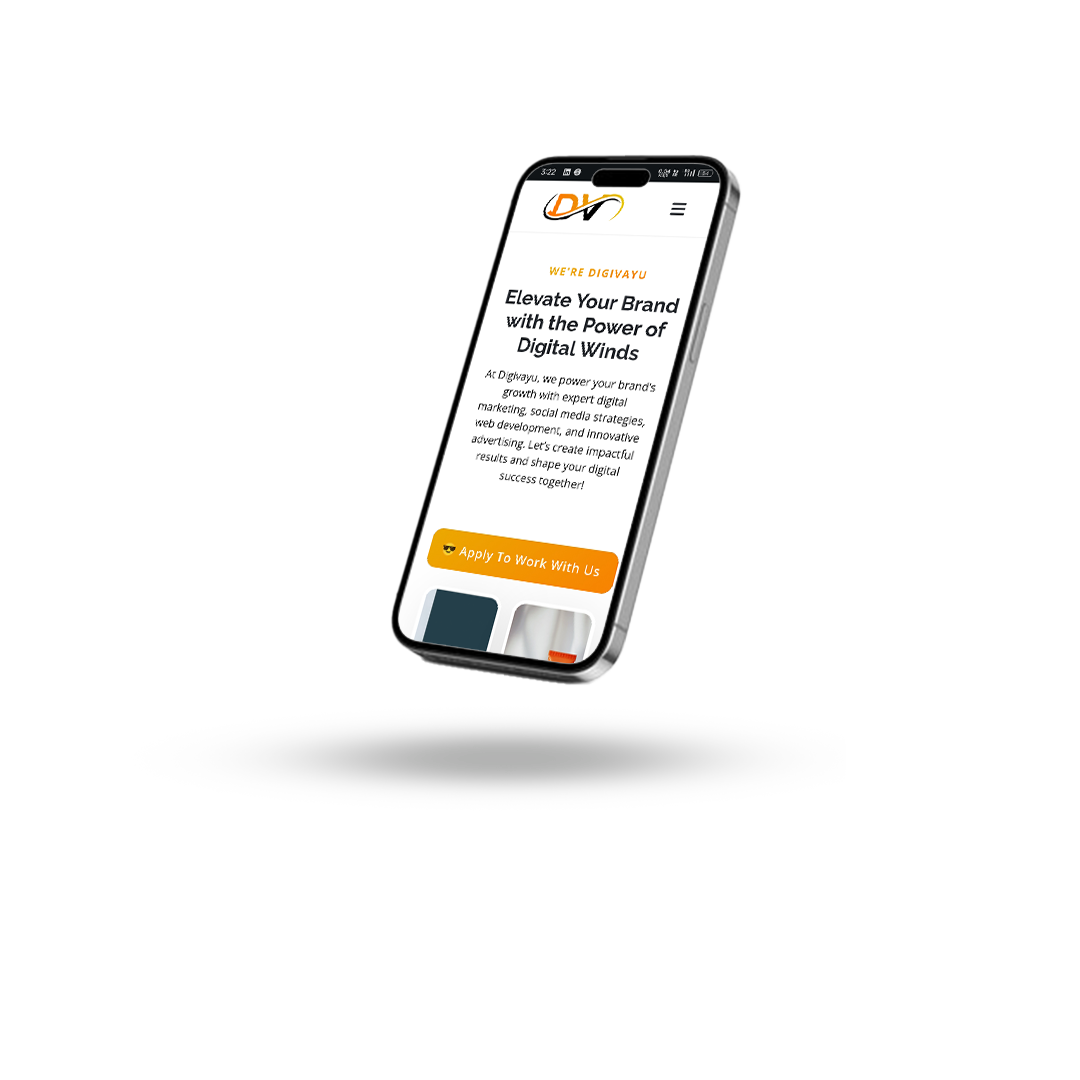 3:22
DV
WE'RE DIGIVAYU
Elevate Your Brand
with the Power of
Digital Winds
At Digivayu, we power your brand's
growth with expert digital
marketing, social media strategies,
web development, and innovative
advertising. Let's create impactful
results and shape your digital
success together!
😎 Apply To Work With Us